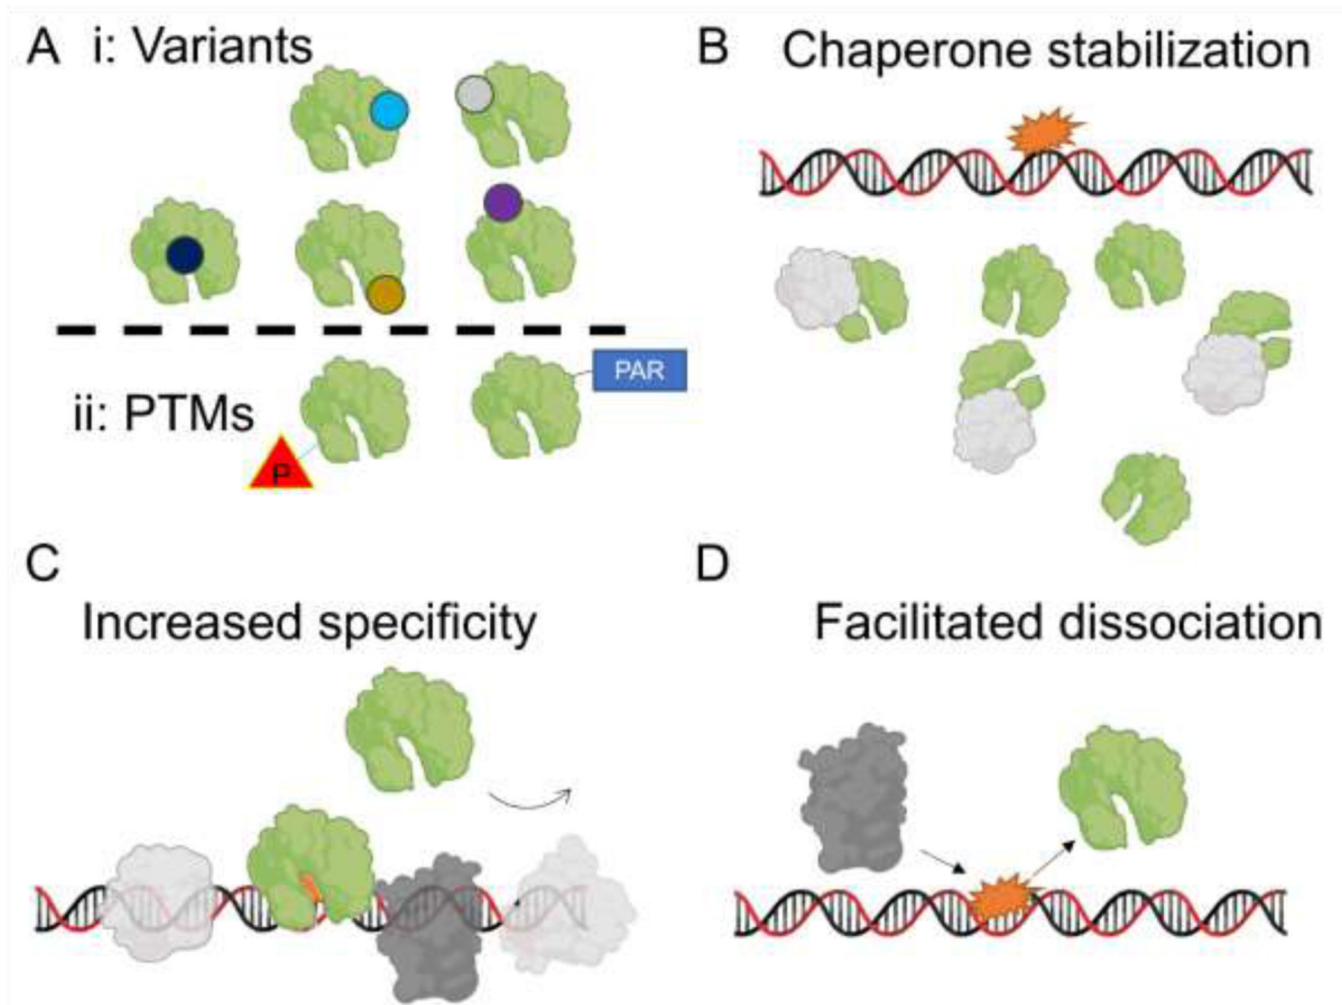 A i: Variants
ii: PTMs
P
PAR
B Chaperone stabilization
C
Increased specificity
D
Facilitated dissociation